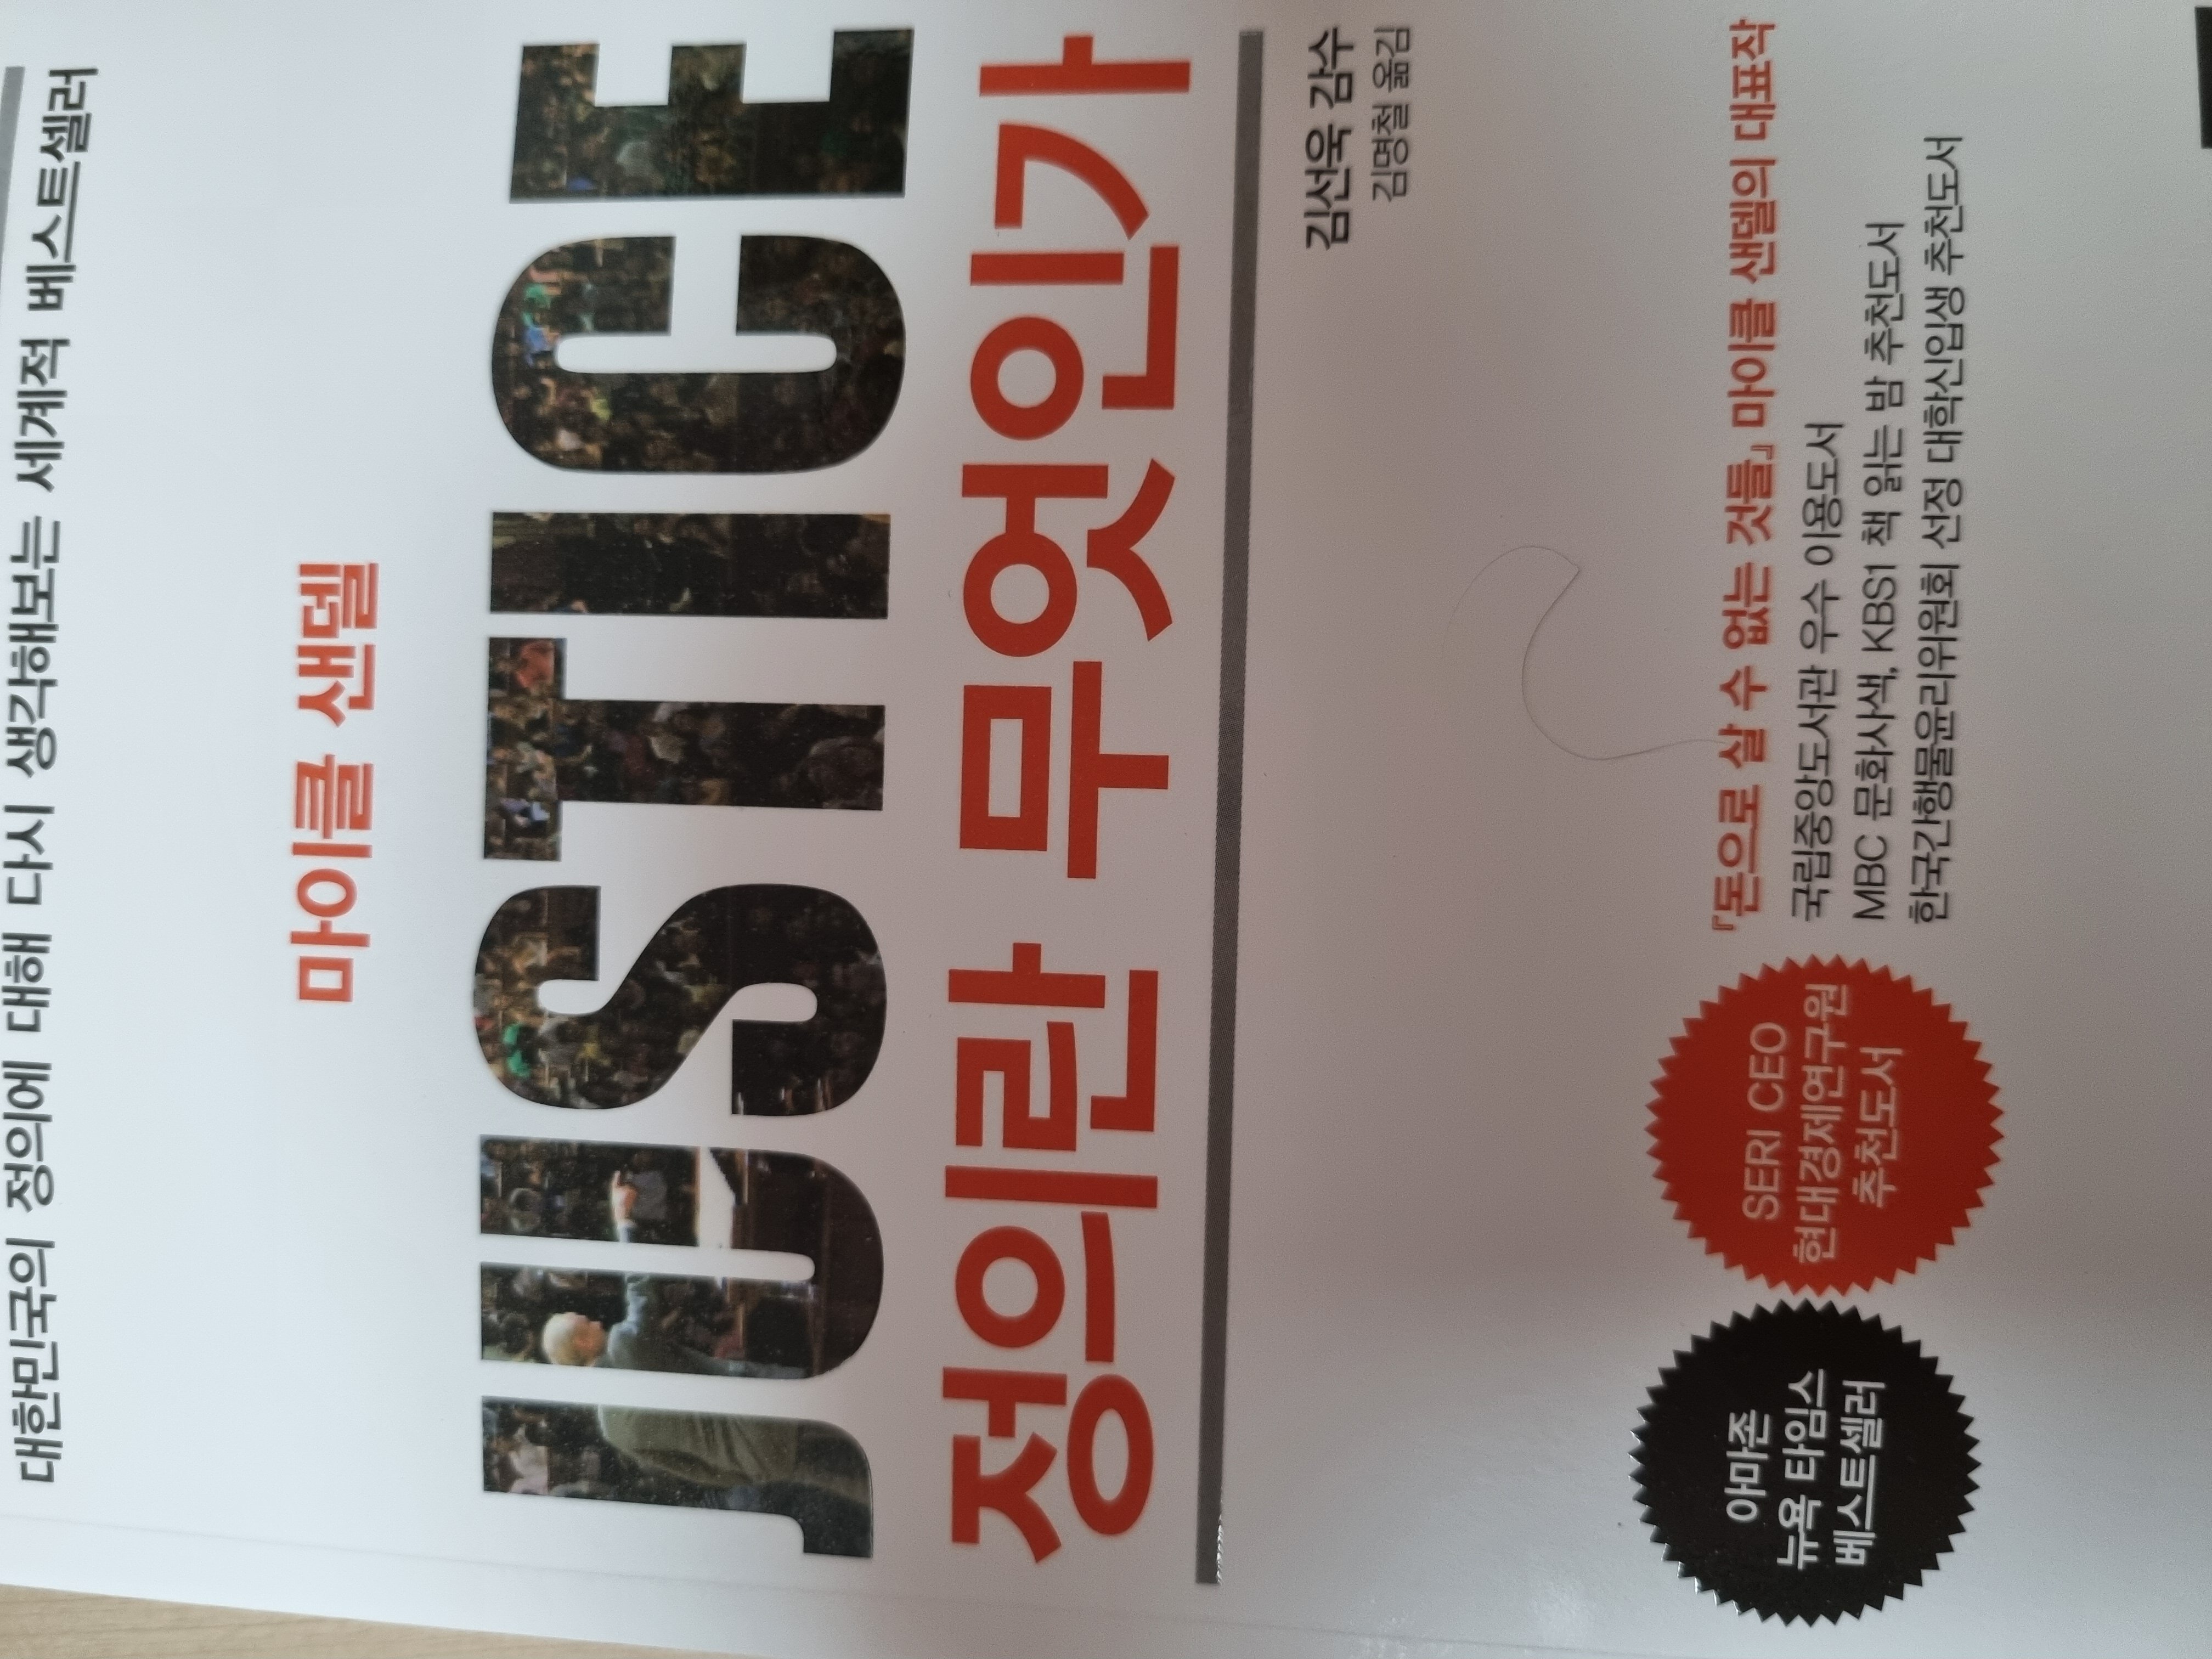 대한민국의 정의에 대해 다시 생각해보는 세계적 베스트셀러
마이클 샌델
JUSTICE
정의란 무엇인가
김선욱 감수
김명철 옮김
아마존
뉴욕 타임스
베스트셀러
SERI CEO
현대경제연구원
추천도서
『돈으로 살 수 없는 것들』 마이클 샌델의 대표작
국립중앙도서관 우수 이용도서
MBC 문화사색, KBS1 책 읽는 밤 추천도서
한국간행물윤리위원회 선정 대학신입생 추천도서